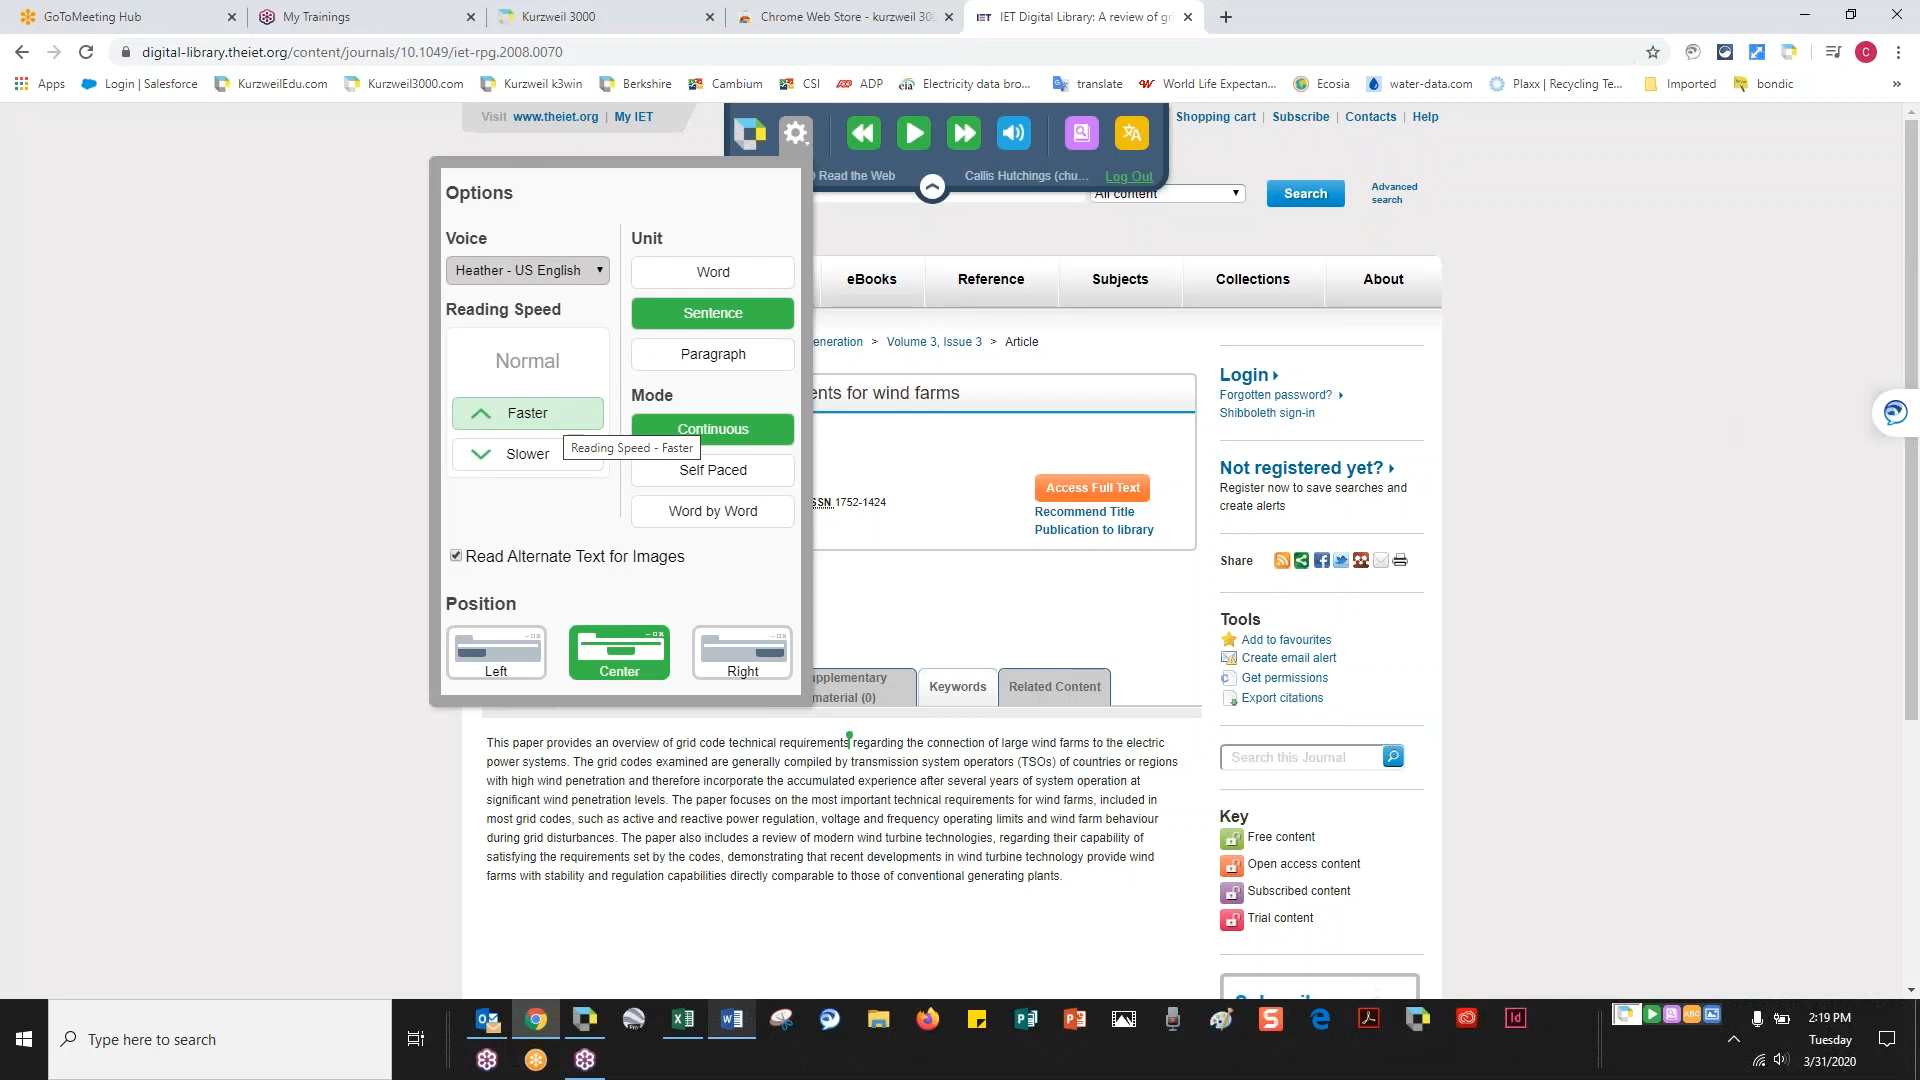 GoToMeeting Hub
My Trainings
Kurzweil 3000
Chrome Web Store - kurzweil 300
IET Digital Library: A review of gr
digital-library.theiet.org/content/journals/10.1049/iet-rpg.2008.0070
C
Apps
Login | Salesforce
KurzweilEdu.com
Kurzweil3000.com
Kurzweil k3win
Berkshire
Cambium
CSI
ADP
Electricity data bro...
translate
World Life Expectan...
Ecosia
water-data.com
Plaxx | Recycling Te...
Imported
bondic
Visit www.theiet.org | My IET
Read the Web
Callis Hutchings (chu...
Log Out
Shopping cart | Subscribe | Contacts | Help
All content
Search
Advanced
search
Options
Voice
Heather - US English
Reading Speed
Normal
Faster
Slower
Reading Speed - Faster
Unit
Word
Sentence
Paragraph
Mode
Continuous
Self Paced
Word by Word
Read Alternate Text for Images
Position
Left
Center
Right
eBooks
Reference
Subjects
Collections
About
eneration > Volume 3, Issue 3 > Article
ents for wind farms
SSN 1752-1424
Access Full Text
Recommend Title
Publication to library
upplementary
material (0)
Keywords
Related Content
This paper provides an overview of grid code technical requirements regarding the connection of large wind farms to the electric
power systems. The grid codes examined are generally compiled by transmission system operators (TSOs) of countries or regions
with high wind penetration and therefore incorporate the accumulated experience after several years of system operation at
significant wind penetration levels. The paper focuses on the most important technical requirements for wind farms, included in
most grid codes, such as active and reactive power regulation, voltage and frequency operating limits and wind farm behaviour
during grid disturbances. The paper also includes a review of modern wind turbine technologies, regarding their capability of
satisfying the requirements set by the codes, demonstrating that recent developments in wind turbine technology provide wind
farms with stability and regulation capabilities directly comparable to those of conventional generating plants.
Login
Forgotten password?
Shibboleth sign-in
Not registered yet?
Register now to save searches and
create alerts
Share
Tools
Add to favourites
Create email alert
Get permissions
Export citations
Search this Journal
Key
Free content
Open access content
Subscribed content
Trial content
Type here to search
2:19 PM
Tuesday
3/31/2020